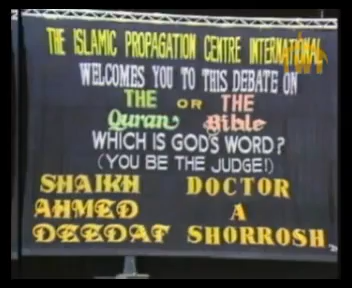 THE ISLAMIC PROPAGATION CENTRE INTERNATIONAL
WELCOMES YOU TO THIS DEBATE ON
THE OR THE
Quran Bible
WHICH IS GOD'S WORD?
(YOU BE THE JUDGE!)
SHAIKH DOCTOR
AHMED A
DEEDAT SHORROSH